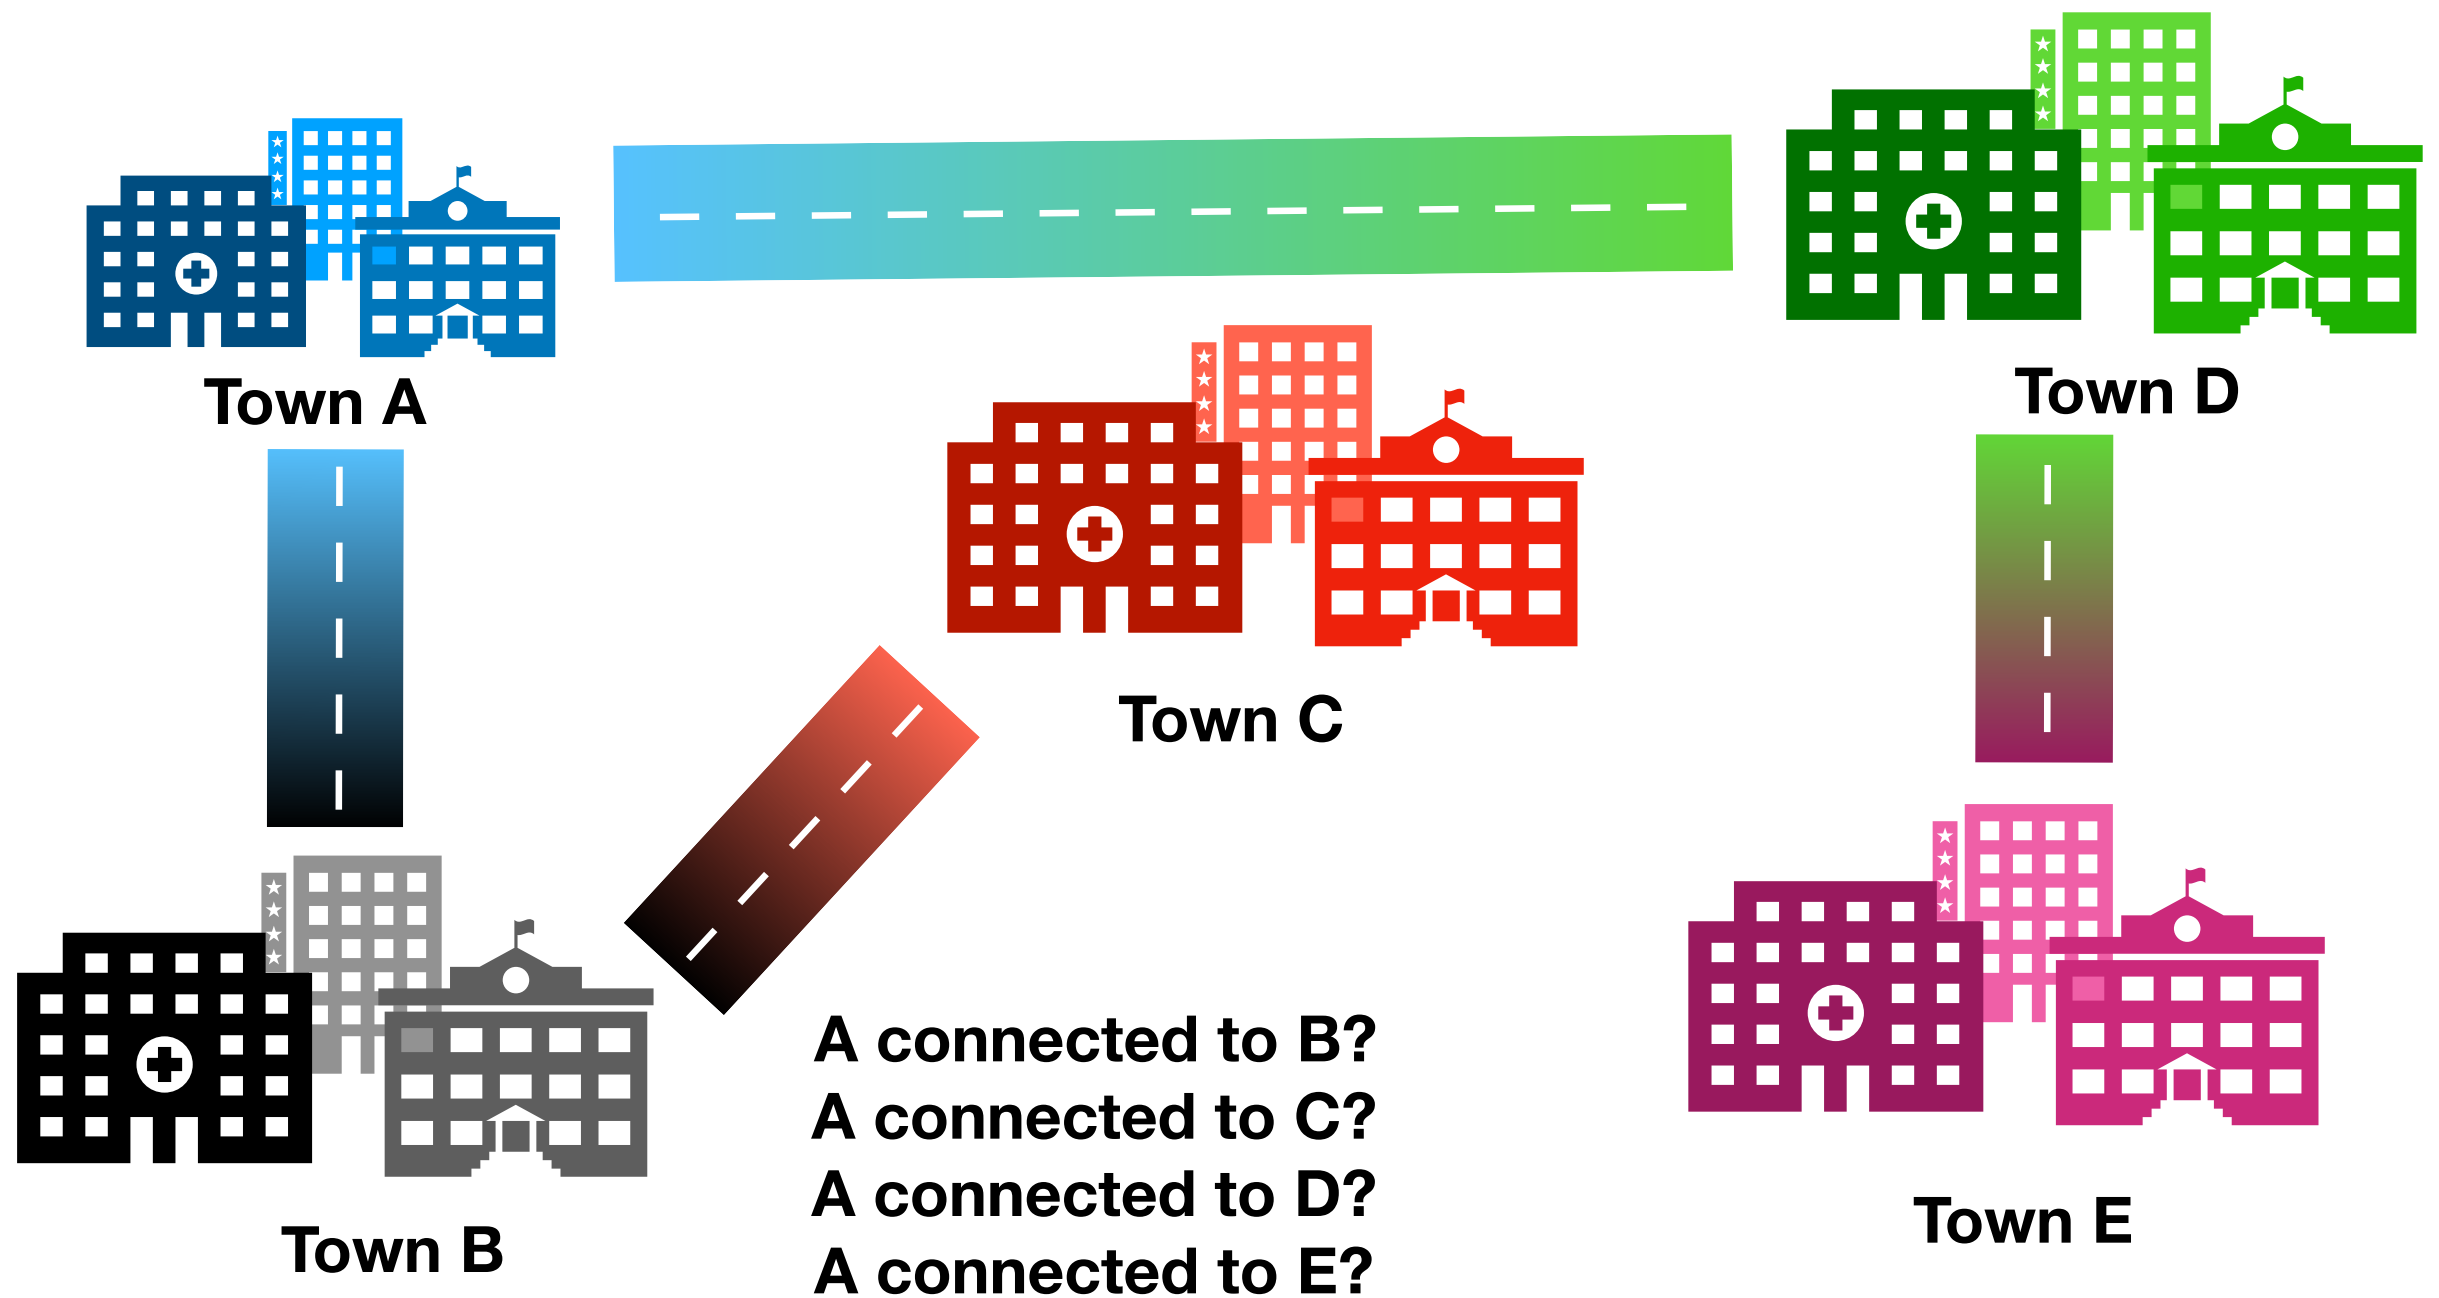 Town A
Town D
Town C
Town B
Town E
A connected to B?
A connected to C?
A connected to D?
A connected to E?